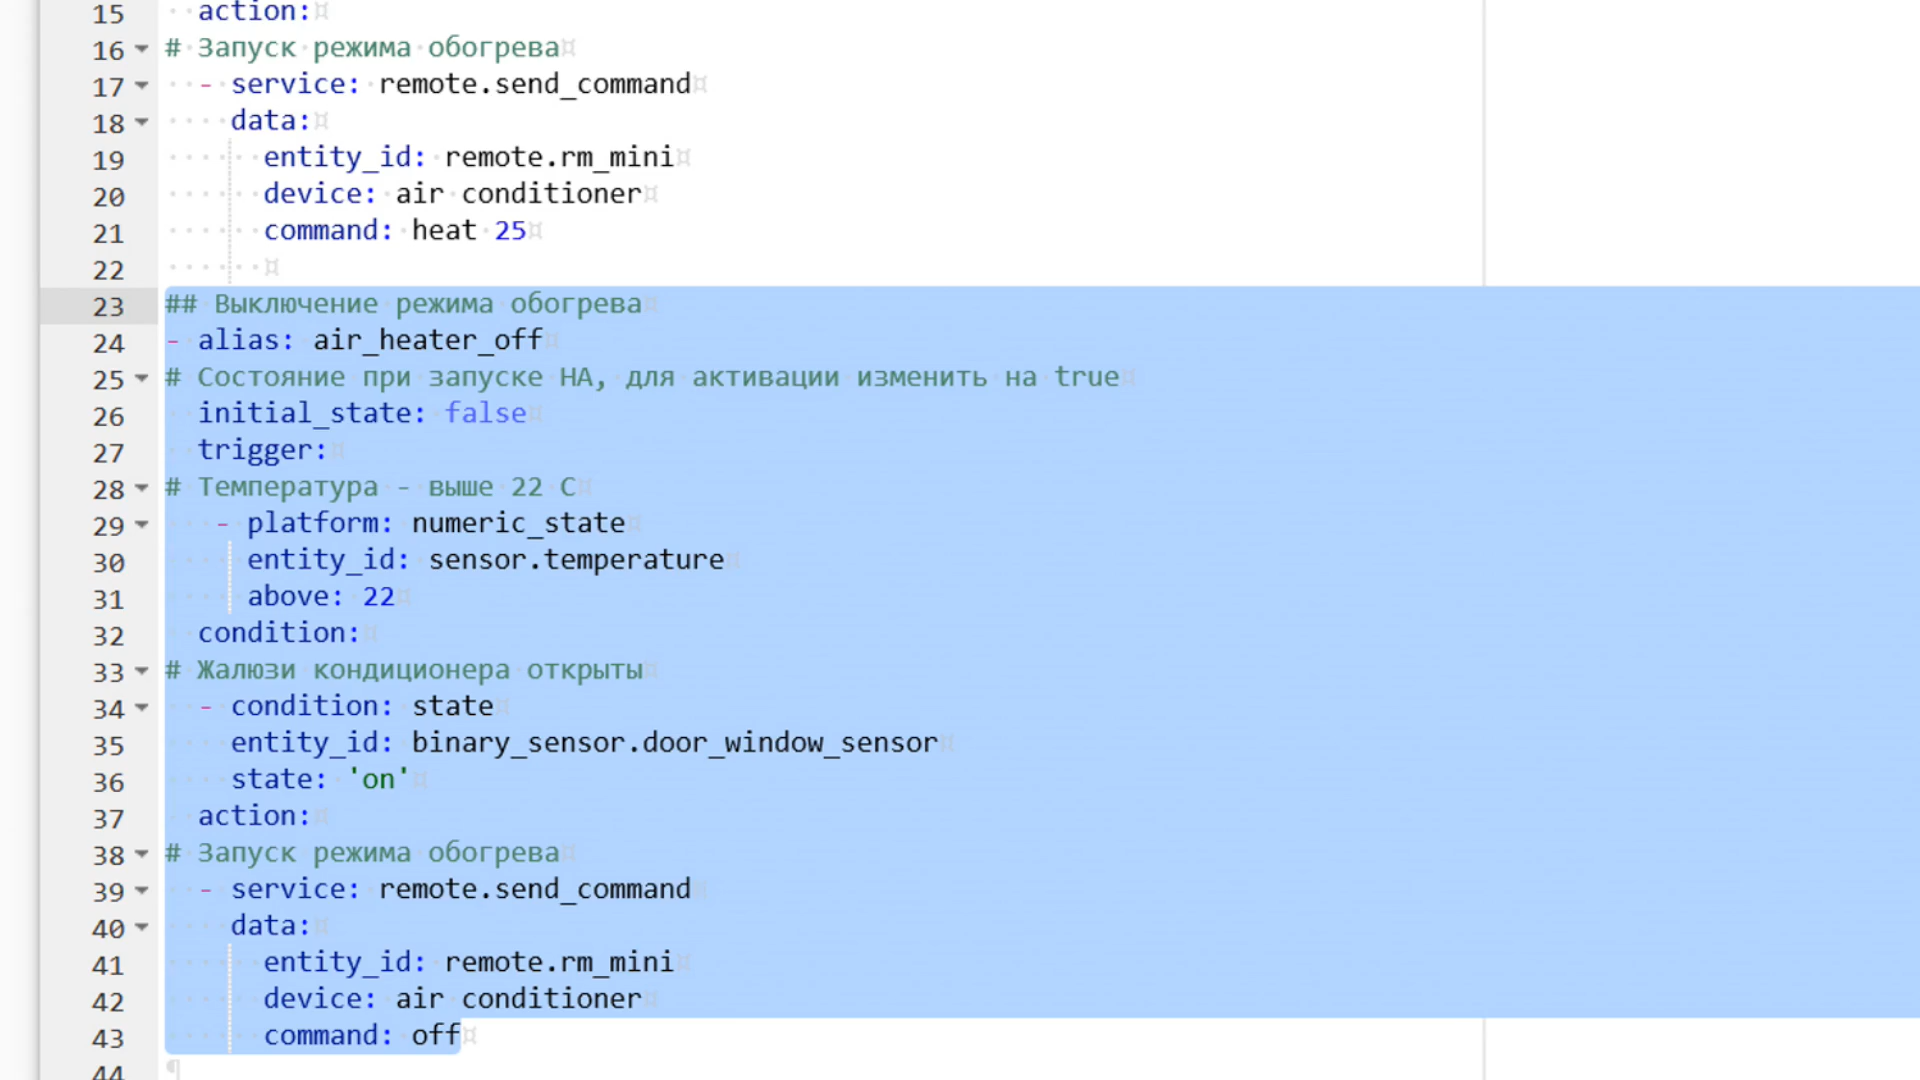 15 action:
16 # Запуск режима обогрева
17 - service: remote.send_command
18 data:
19 entity_id: remote.rm_mini
20 device: air conditioner
21 command: heat 25
22
23 ## Выключение режима обогрева
24 - alias: air_heater_off
25 # Состояние при запуске HA, для активации изменить на true
26 initial_state: false
27 trigger:
28 # Температура - выше 22 С
29 - platform: numeric_state
30 entity_id: sensor.temperature
31 above: 22
32 condition:
33 # Жалюзи кондиционера открыты
34 - condition: state
35 entity_id: binary_sensor.door_window_sensor
36 state: 'on'
37 action:
38 # Запуск режима обогрева
39 - service: remote.send_command
40 data:
41 entity_id: remote.rm_mini
42 device: air conditioner
43 command: off
44